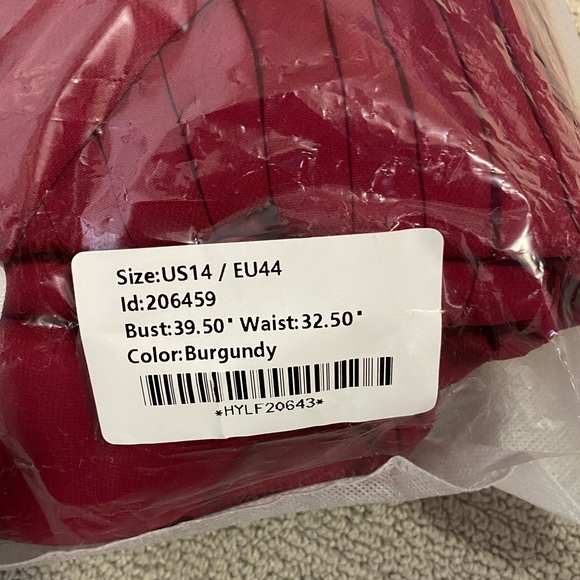 Size:US14 / EU44
Id:206459
Bust:39.50" Waist:32.50"
Color:Burgundy
*HYLF20643*